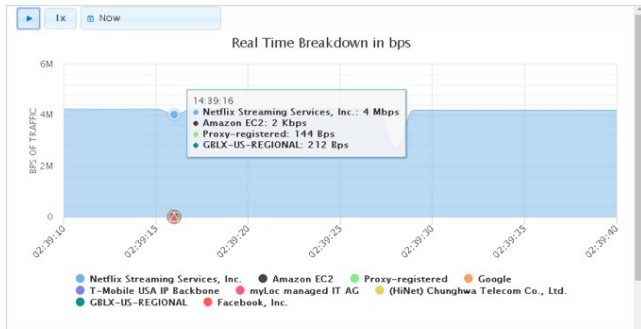 1x
Now
Real Time Breakdown in bps
BPS OF TRAFFIC
6M
4M
2M
0
14:39:16
Netflix Streaming Services, Inc.: 4 Mbps
Amazon EC2: 2 Kbps
Proxy-registered: 144 Bps
GBLX-US-REGIONAL: 212 Bps
02:39:10
02:39:15
02:39:20
02:39:25
02:39:30
02:39:35
02:39:40
Netflix Streaming Services, Inc.
Amazon EC2
Proxy-registered
Google
T-Mobile USA IP Backbone
myLoc managed IT AG
(HiNet) Chunghwa Telecom Co., Ltd.
GBLX-US-REGIONAL
Facebook, Inc.